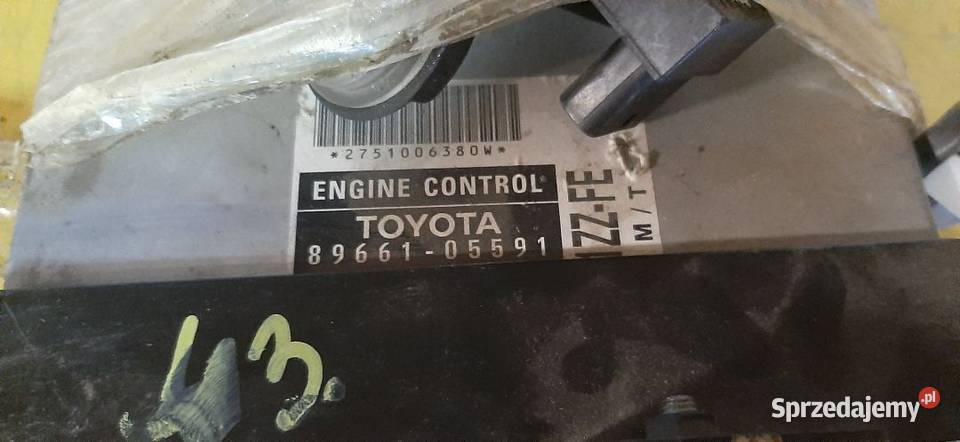 *2751006380W*
ENGINE CONTROL
TOYOTA
89661-05591
1ZZ-FE
M/T
43.
Sprzedajemy.pl